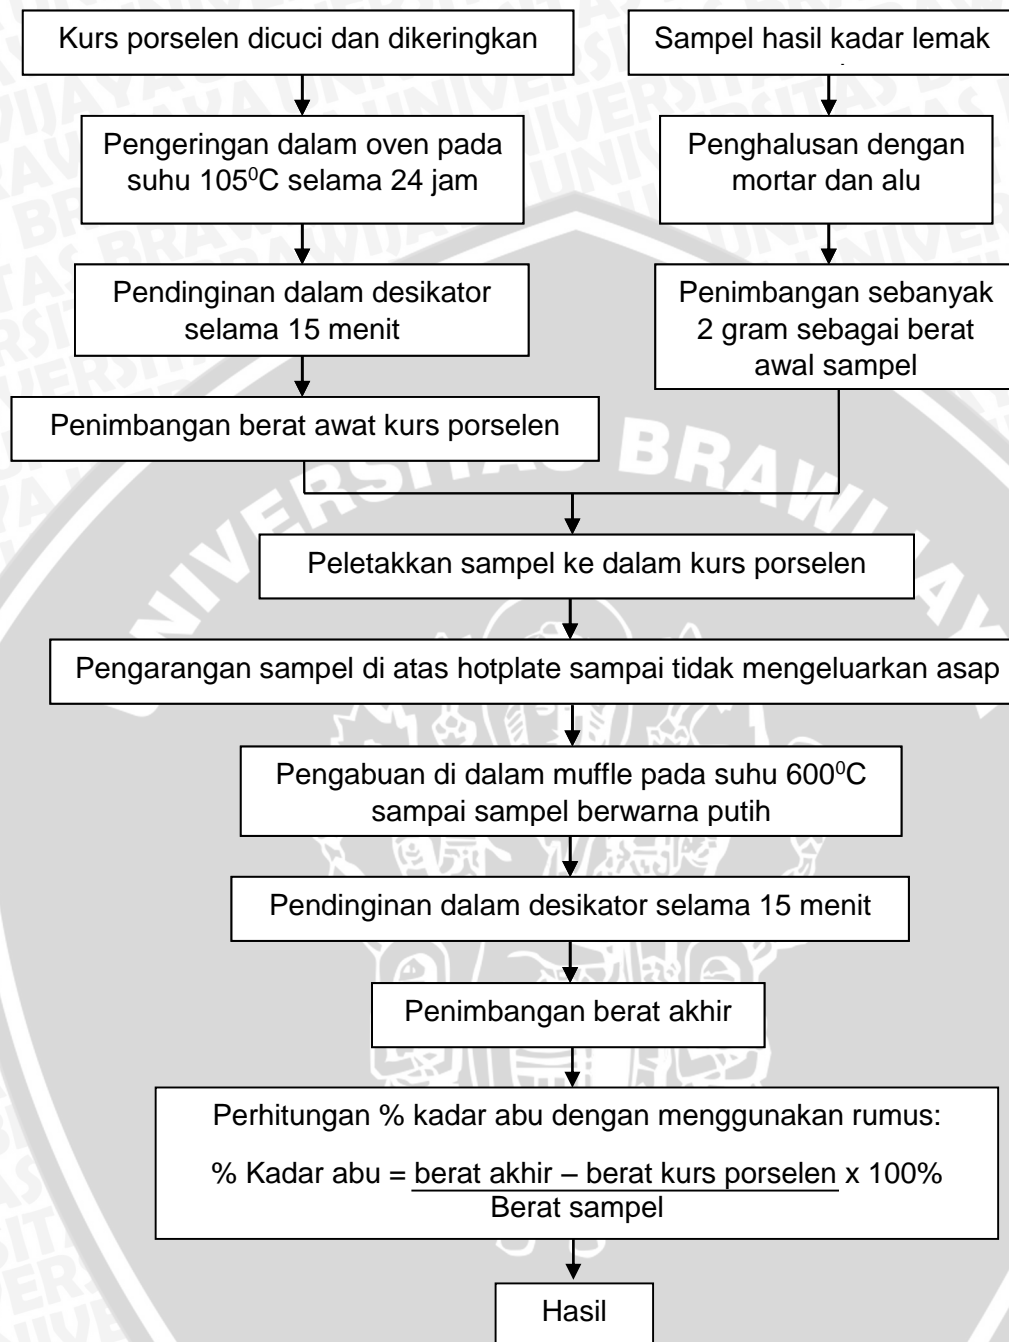 Kurs porselen dicuci dan dikeringkan
Sampel hasil kadar lemak
Pengeringan dalam oven pada
suhu 105⁰C selama 24 jam
Penghalusan dengan
mortar dan alu
Pendinginan dalam desikator
selama 15 menit
Penimbangan sebanyak
2 gram sebagai berat
awal sampel
Penimbangan berat awat kurs porselen
Peletakkan sampel ke dalam kurs porselen
Pengarangan sampel di atas hotplate sampai tidak mengeluarkan asap
Pengabuan di dalam muffle pada suhu 600⁰C
sampai sampel berwarna putih
Pendinginan dalam desikator selama 15 menit
Penimbangan berat akhir
Perhitungan % kadar abu dengan menggunakan rumus:
% Kadar abu = berat akhir – berat kurs porselen x 100%
Berat sampel
Hasil
UNIVERSITAS BRAWIJAYA